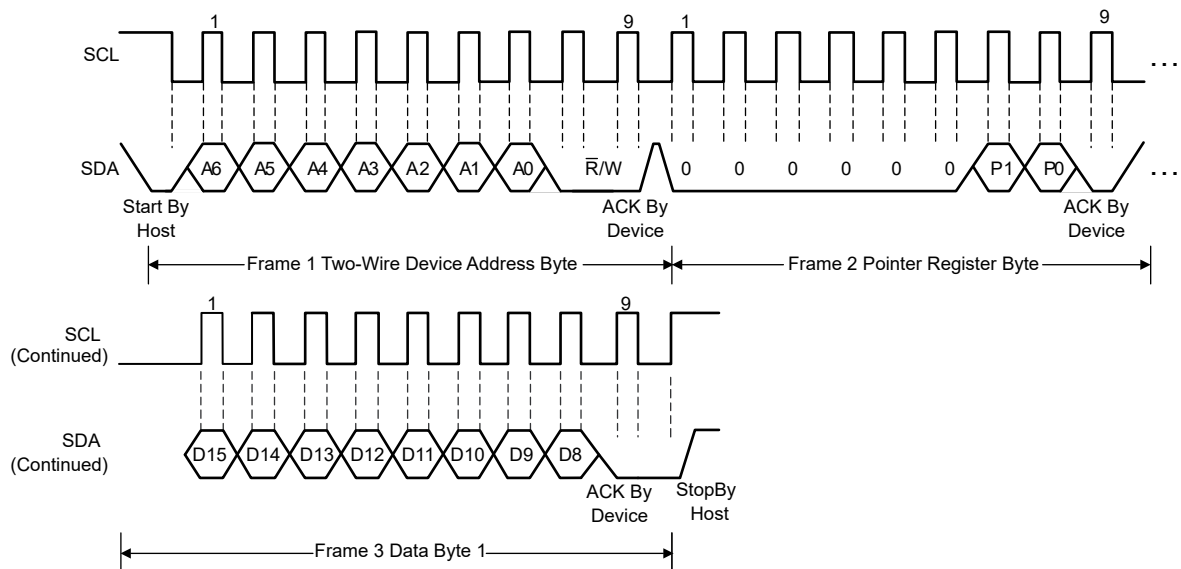 1 9 1 9
SCL
...
SDA A6 A5 A4 A3 A2 A1 A0 R̅/W 0 0 0 0 0 0 P1 P0 ...
Start By
Host
ACK By
Device
ACK By
Device
Frame 1 Two-Wire Device Address Byte
Frame 2 Pointer Register Byte
1 9
SCL
(Continued)
SDA
(Continued)
D15 D14 D13 D12 D11 D10 D9 D8
ACK By
Device
StopBy
Host
Frame 3 Data Byte 1